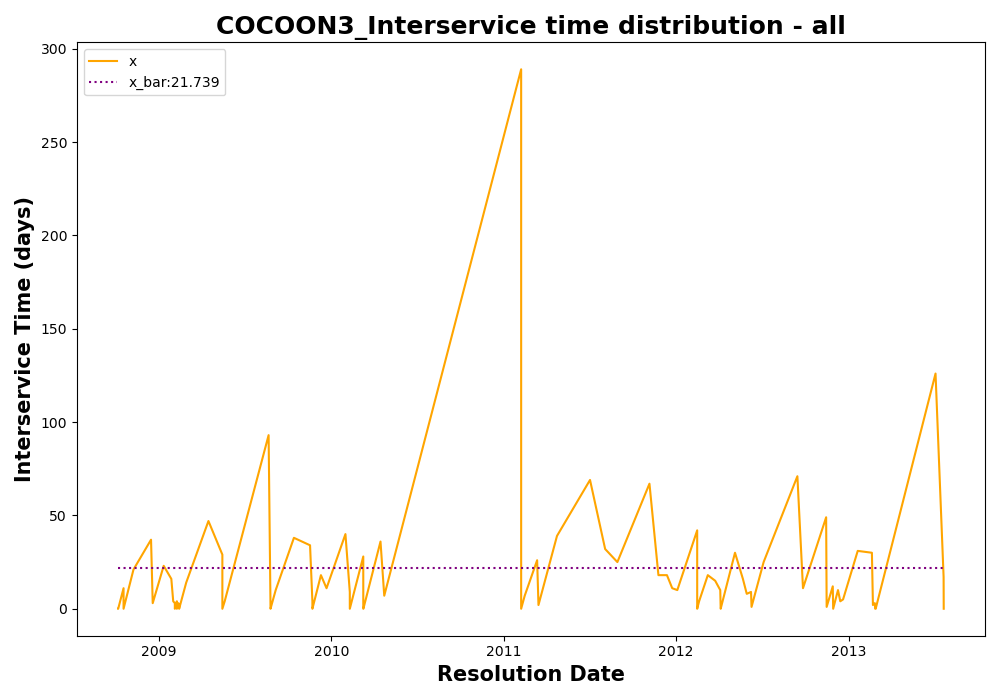 COCOON3_Interservice time distribution - all
x
x_bar:21.739
Interservice Time (days)
300
250
200
150
100
50
0
2009 2010 2011 2012 2013
Resolution Date